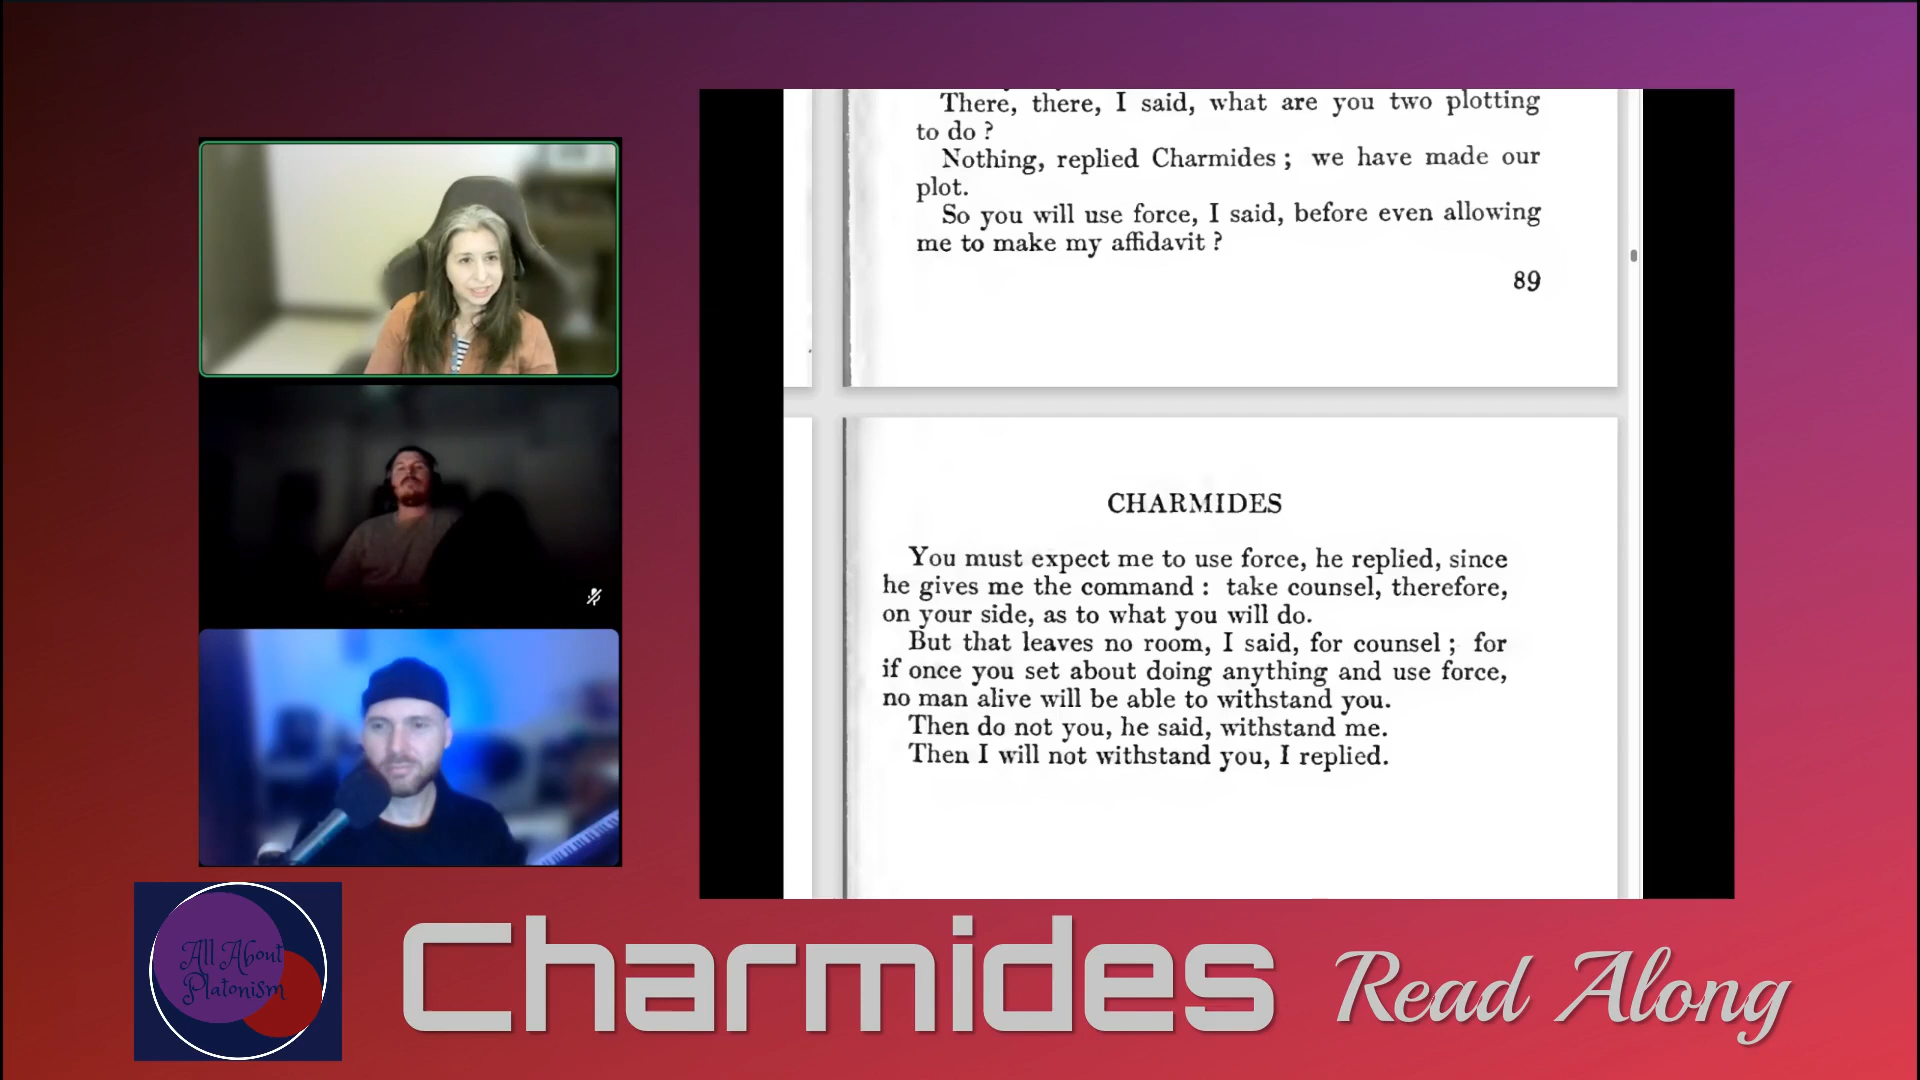 There, there, I said, what are you two plotting
to do ?
Nothing, replied Charmides ; we have made our
plot.
So you will use force, I said, before even allowing
me to make my affidavit ?
89
CHARMIDES
You must expect me to use force, he replied, since
he gives me the command : take counsel, therefore,
on your side, as to what you will do.
But that leaves no room, I said, for counsel ; for
if once you set about doing anything and use force,
no man alive will be able to withstand you.
Then do not you, he said, withstand me.
Then I will not withstand you, I replied.
All About
Platonism
Charmides Read Along